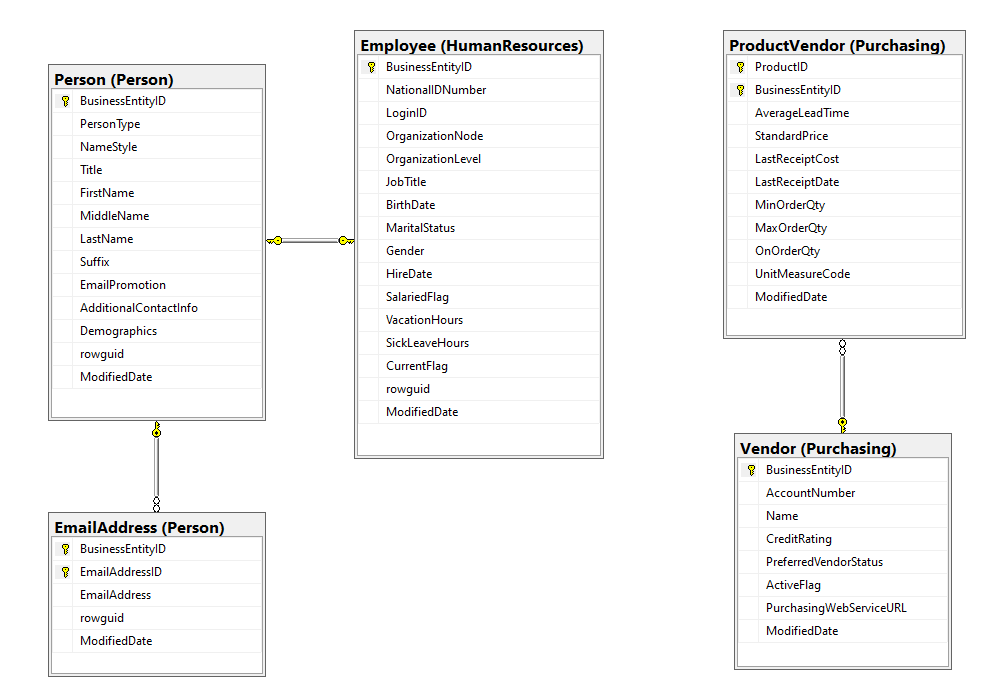 Person (Person)
BusinessEntityID
PersonType
NameStyle
Title
FirstName
MiddleName
LastName
Suffix
EmailPromotion
AdditionalContactInfo
Demographics
rowguid
ModifiedDate
Employee (HumanResources)
BusinessEntityID
NationalIDNumber
LoginID
OrganizationNode
OrganizationLevel
JobTitle
BirthDate
MaritalStatus
Gender
HireDate
SalariedFlag
VacationHours
SickLeaveHours
CurrentFlag
rowguid
ModifiedDate
ProductVendor (Purchasing)
ProductID
BusinessEntityID
AverageLeadTime
StandardPrice
LastReceiptCost
LastReceiptDate
MinOrderQty
MaxOrderQty
OnOrderQty
UnitMeasureCode
ModifiedDate
EmailAddress (Person)
BusinessEntityID
EmailAddressID
EmailAddress
rowguid
ModifiedDate
Vendor (Purchasing)
BusinessEntityID
AccountNumber
Name
CreditRating
PreferredVendorStatus
ActiveFlag
PurchasingWebServiceURL
ModifiedDate